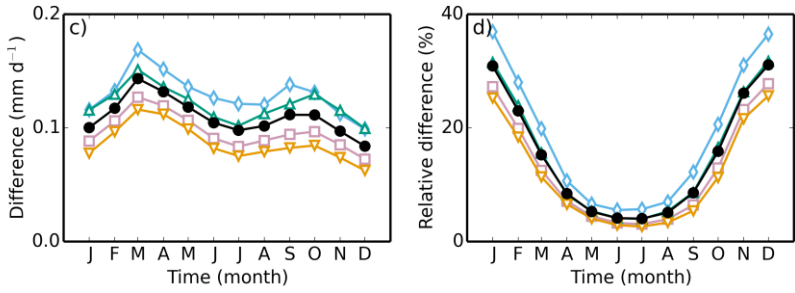 c)
Difference (mm d⁻¹)
0.2
0.1
0.0
J F M A M J J A S O N D
Time (month)
d)
Relative difference (%)
40
20
0
J F M A M J J A S O N D
Time (month)